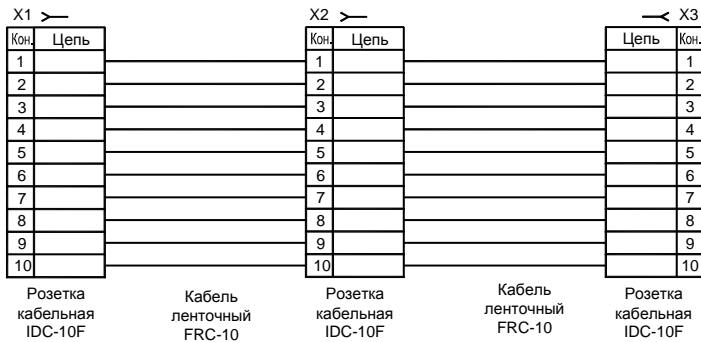 X1 X2 X3
Кон. Цепь Кон. Цепь Цепь Кон.
1 1 1
2 2 2
3 3 3
4 4 4
5 5 5
6 6 6
7 7 7
8 8 8
9 9 9
10 10 10
Розетка
кабельная
IDC-10F
Кабель
ленточный
FRC-10
Розетка
кабельная
IDC-10F
Кабель
ленточный
FRC-10
Розетка
кабельная
IDC-10F